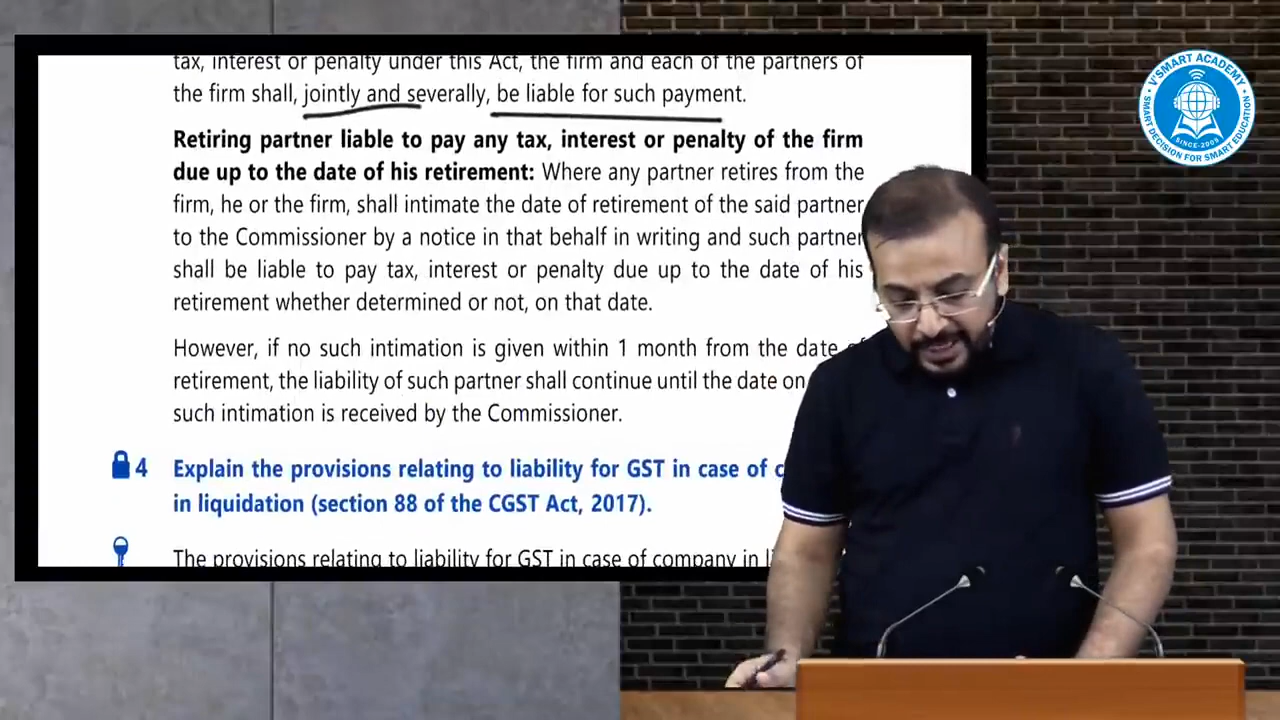 tax, interest or penalty under this Act, the firm and each of the partners of
the firm shall, jointly and severally, be liable for such payment.
Retiring partner liable to pay any tax, interest or penalty of the firm
due up to the date of his retirement: Where any partner retires from the
firm, he or the firm, shall intimate the date of retirement of the said partner
to the Commissioner by a notice in that behalf in writing and such partner
shall be liable to pay tax, interest or penalty due up to the date of his
retirement whether determined or not, on that date.
However, if no such intimation is given within 1 month from the date of
retirement, the liability of such partner shall continue until the date on
such intimation is received by the Commissioner.
4 Explain the provisions relating to liability for GST in case of
in liquidation (section 88 of the CGST Act, 2017).
The provisions relating to liability for GST in case of company in
V'SMART ACADEMY
SINCE-2003
SMART DECISION FOR SMART EDUCATION